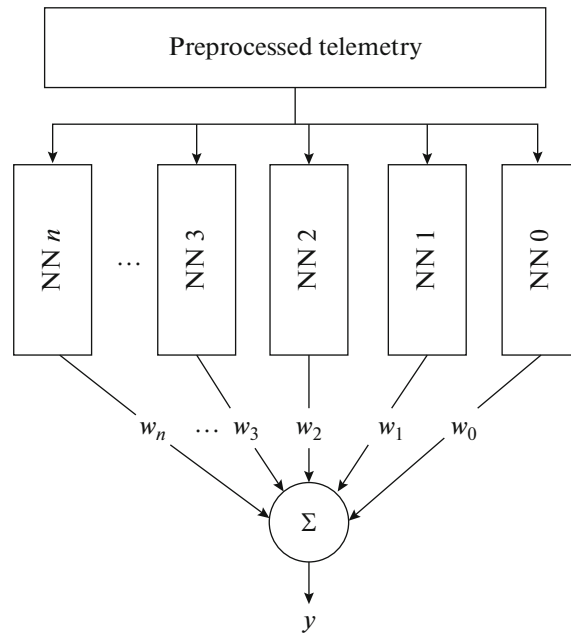 Preprocessed telemetry
NN n
...
NN 3
NN 2
NN 1
NN 0
w_n ... w_3 w_2 w_1 w_0
Σ
y